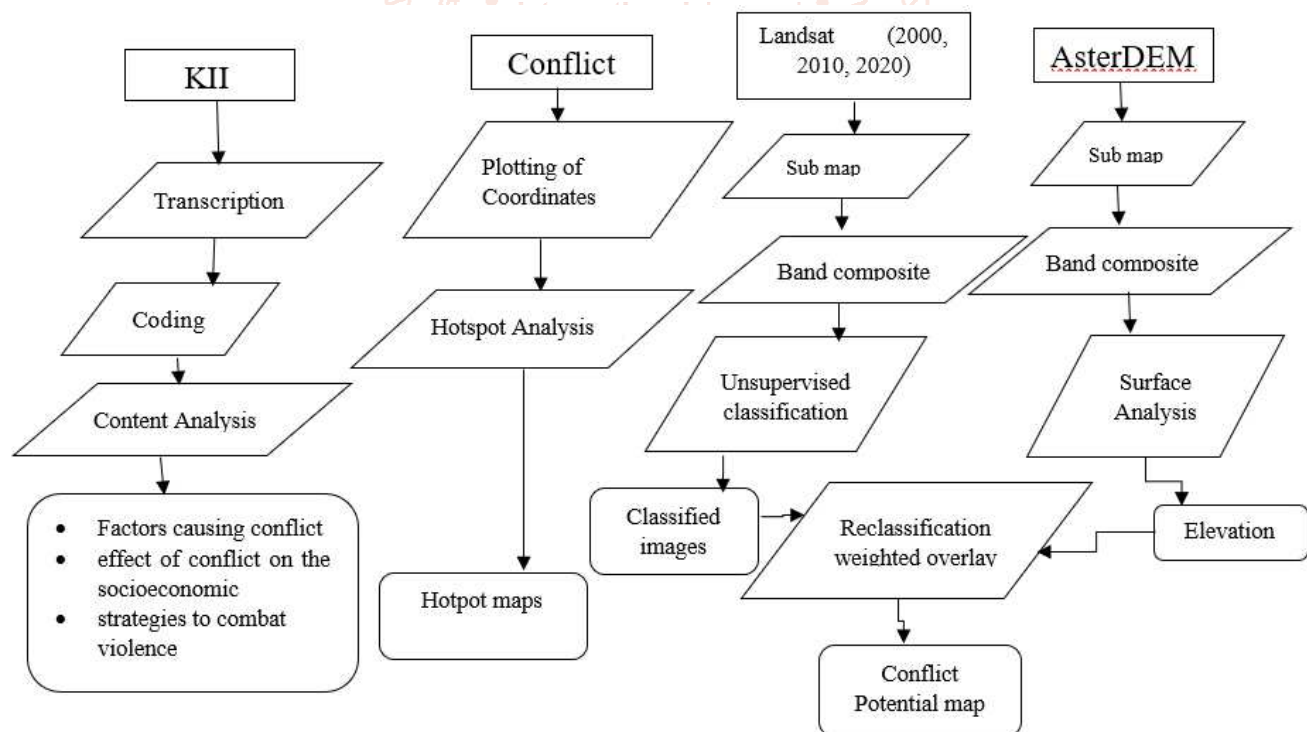 KII
Transcription
Coding
Content Analysis
• Factors causing conflict
• effect of conflict on the
socioeconomic
• strategies to combat
violence
Conflict
Plotting of
Coordinates
Hotspot Analysis
Hotpot maps
Landsat (2000,
2010, 2020)
Sub map
Band composite
Unsupervised
classification
Classified
images
AsterDEM
Sub map
Band composite
Surface
Analysis
Elevation
Reclassification
weighted overlay
Conflict
Potential map